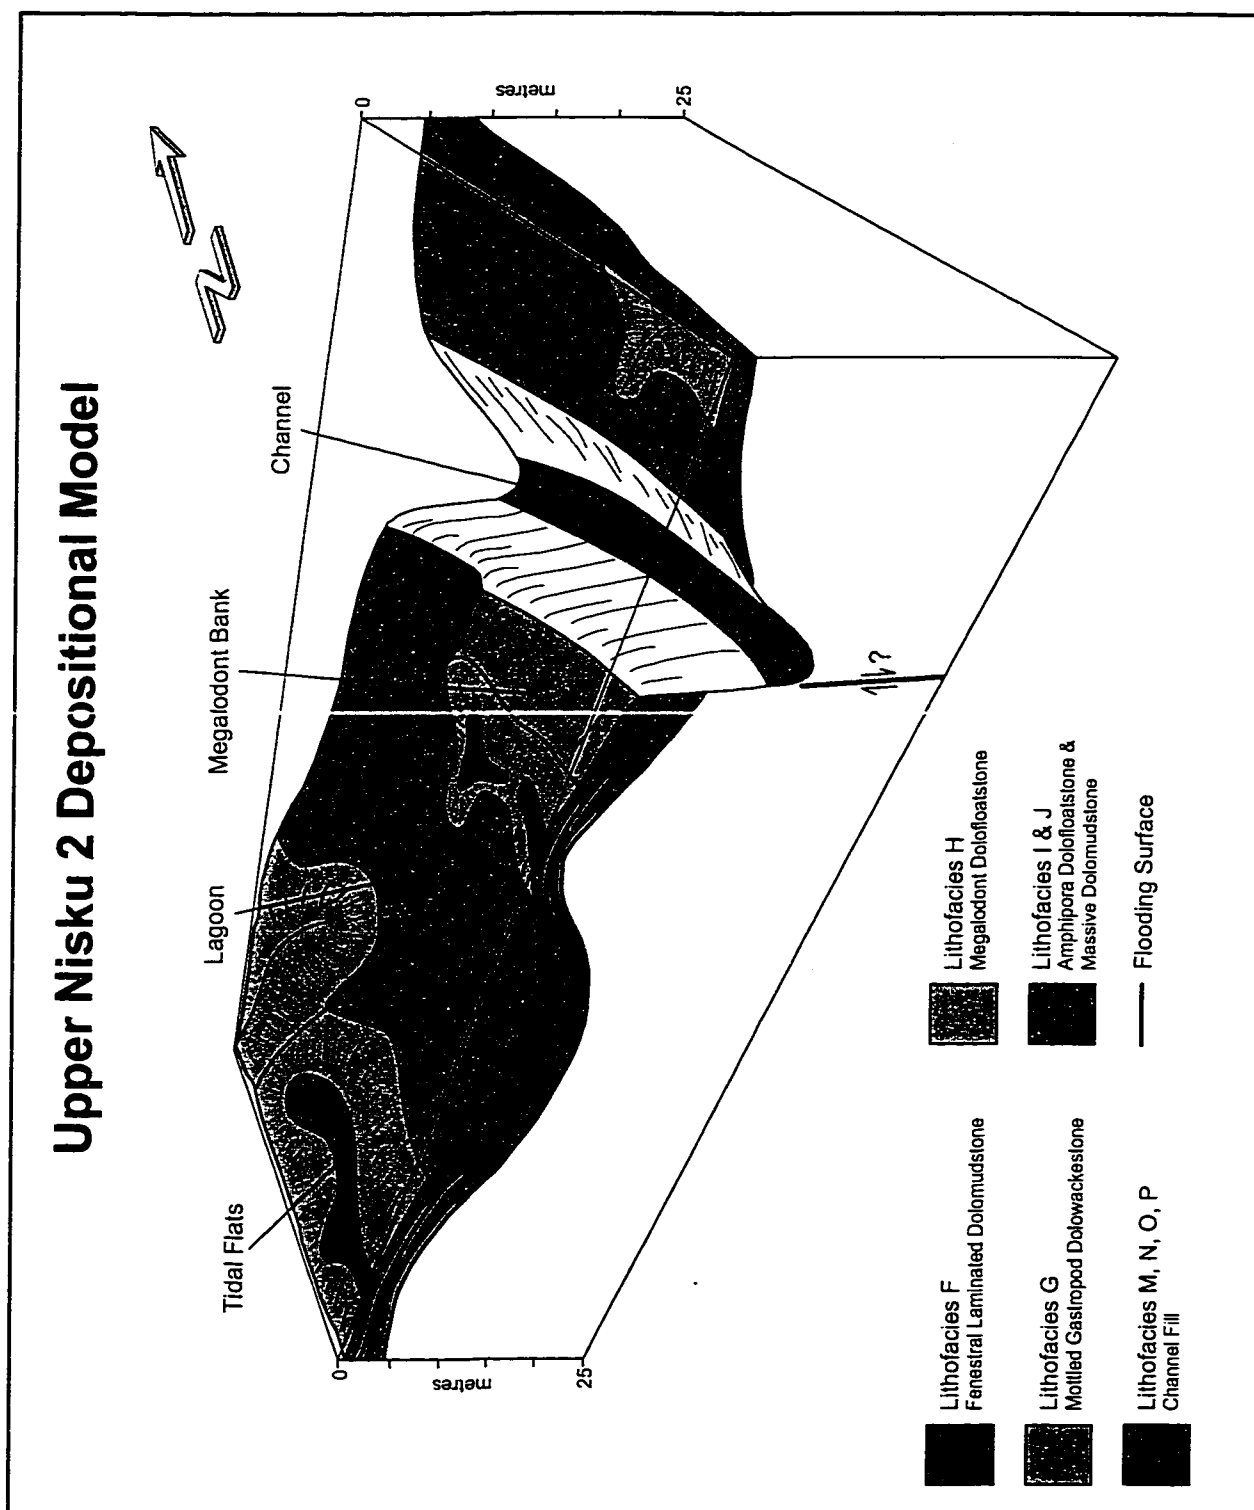 Upper Nisku 2 Depositional Model
N
Tidal Flats
Lagoon
Megalodont Bank
Channel
0
metres
25
0
metres
25
?
Lithofacies F
Fenestral Laminated Dolomudstone
Lithofacies G
Mottled Gastropod Dolowackestone
Lithofacies M, N, O, P
Channel Fill
Lithofacies H
Megalodont Dolofloatstone
Lithofacies I & J
Amphipora Dolofloatstone &
Massive Dolomudstone
Flooding Surface